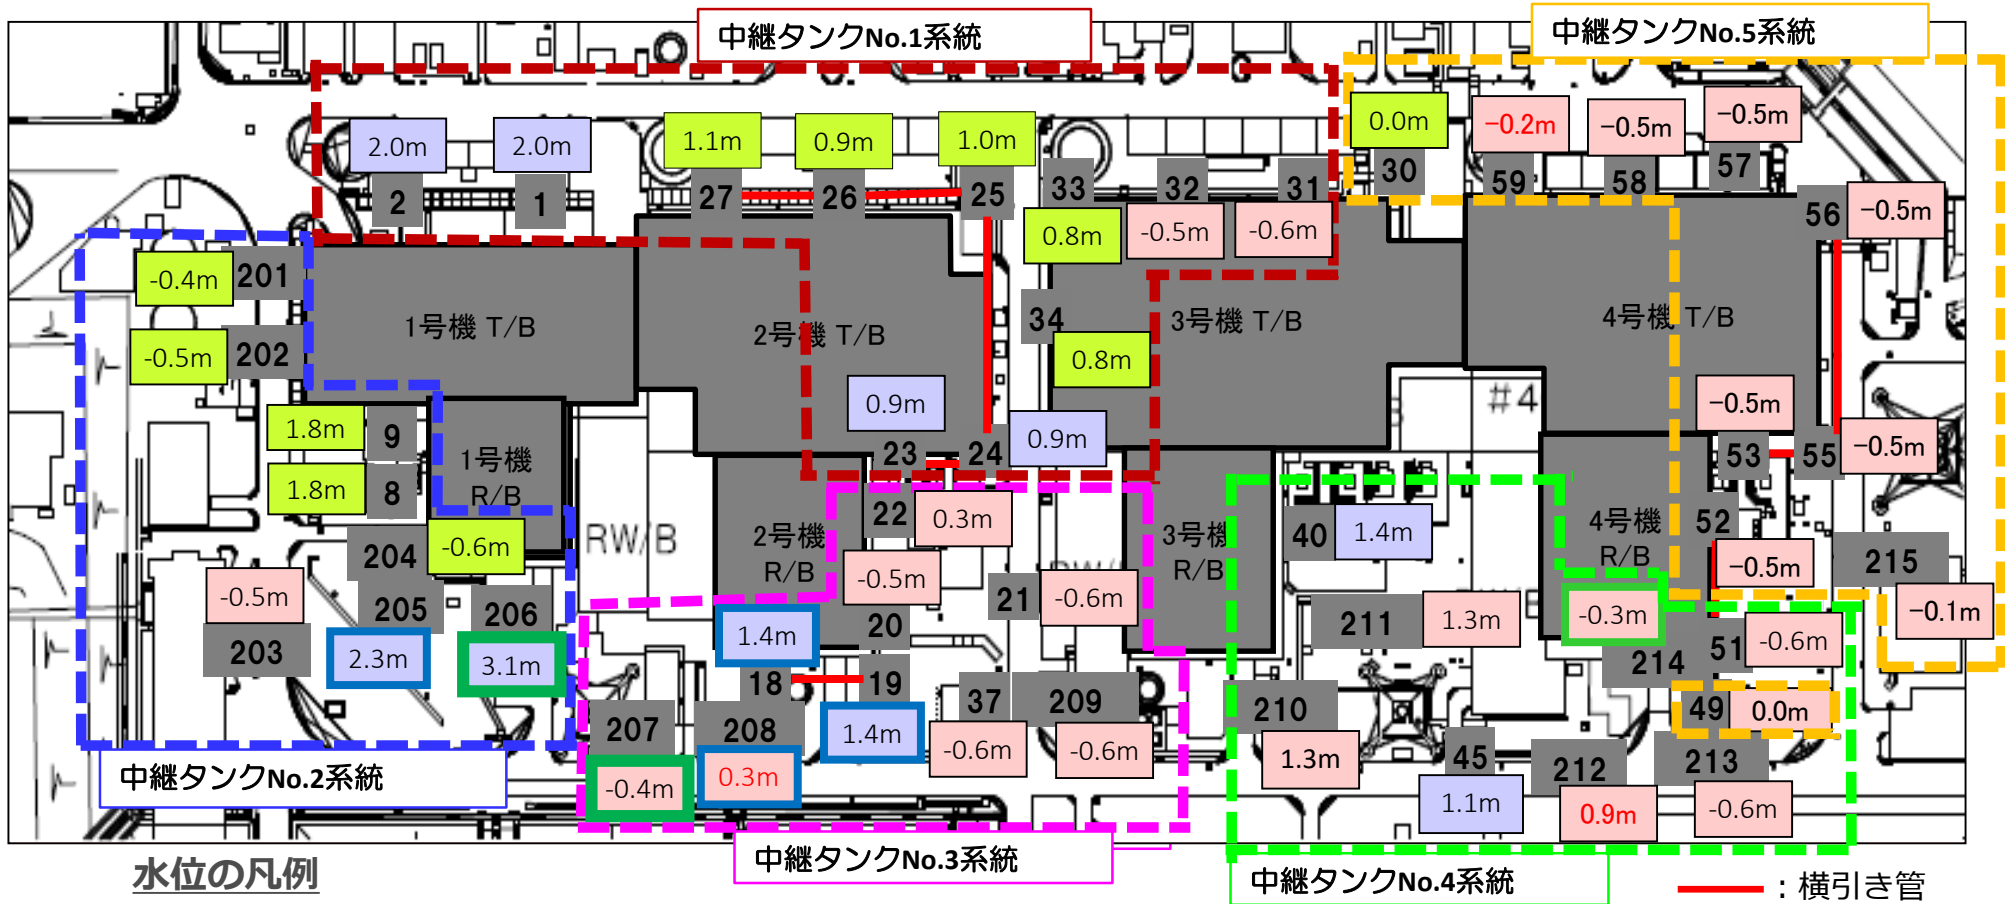 中継タンクNo.1系統
中継タンクNo.5系統
2.0m
2.0m
1.1m
0.9m
1.0m
0.0m
−0.2m
−0.5m
−0.5m
2
1
27
26
25
33
32
31
30
59
58
57
56
−0.5m
0.8m
-0.5m
-0.6m
-0.4m
201
-0.5m
202
1号機 T/B
2号機 T/B
34
3号機 T/B
4号機 T/B
0.8m
0.9m
0.9m
#4
−0.5m
−0.5m
1.8m
9
1.8m
8
1号機
R/B
23
24
53
55
22
0.3m
40
1.4m
4号機
R/B
52
−0.5m
215
−0.1m
204
-0.6m
RW/B
2号機
R/B
-0.5m
3号機
R/B
-0.5m
203
205
2.3m
206
3.1m
1.4m
20
21
-0.6m
211
1.3m
-0.3m
214
51
-0.6m
18
19
1.4m
37
-0.6m
209
-0.6m
210
1.3m
49
0.0m
207
-0.4m
208
0.3m
45
1.1m
212
0.9m
213
-0.6m
中継タンクNo.2系統
中継タンクNo.3系統
中継タンクNo.4系統
水位の凡例
：横引き管